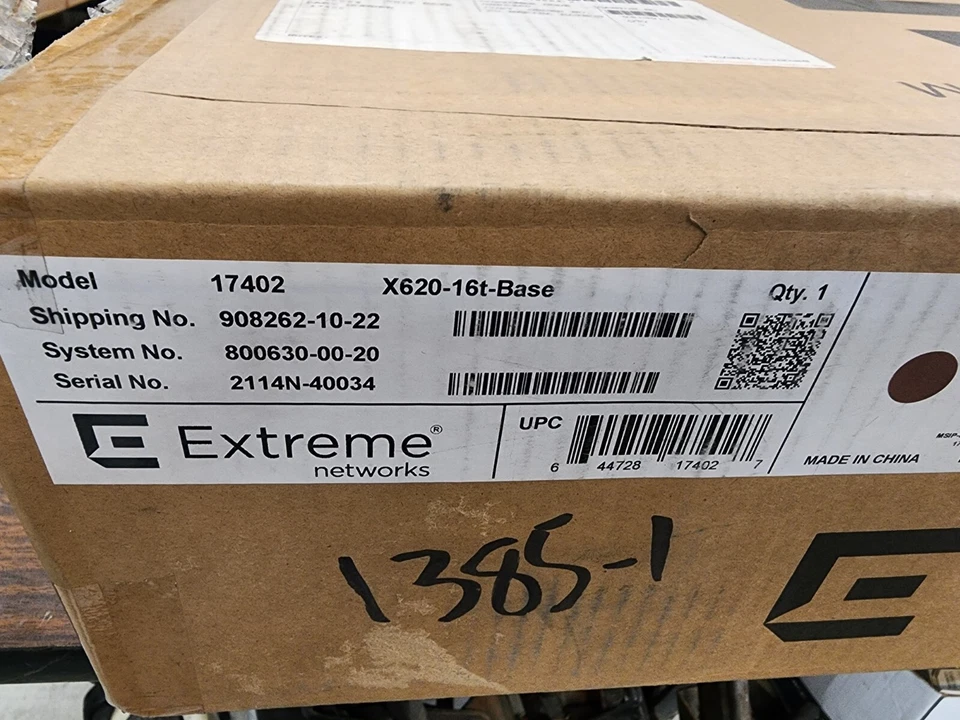 Model 17402 X620-16t-Base Qty. 1
Shipping No. 908262-10-22
System No. 800630-00-20
Serial No. 2114N-40034
Extreme®
networks
UPC
6 44728 17402 7
MADE IN CHINA
1385-1